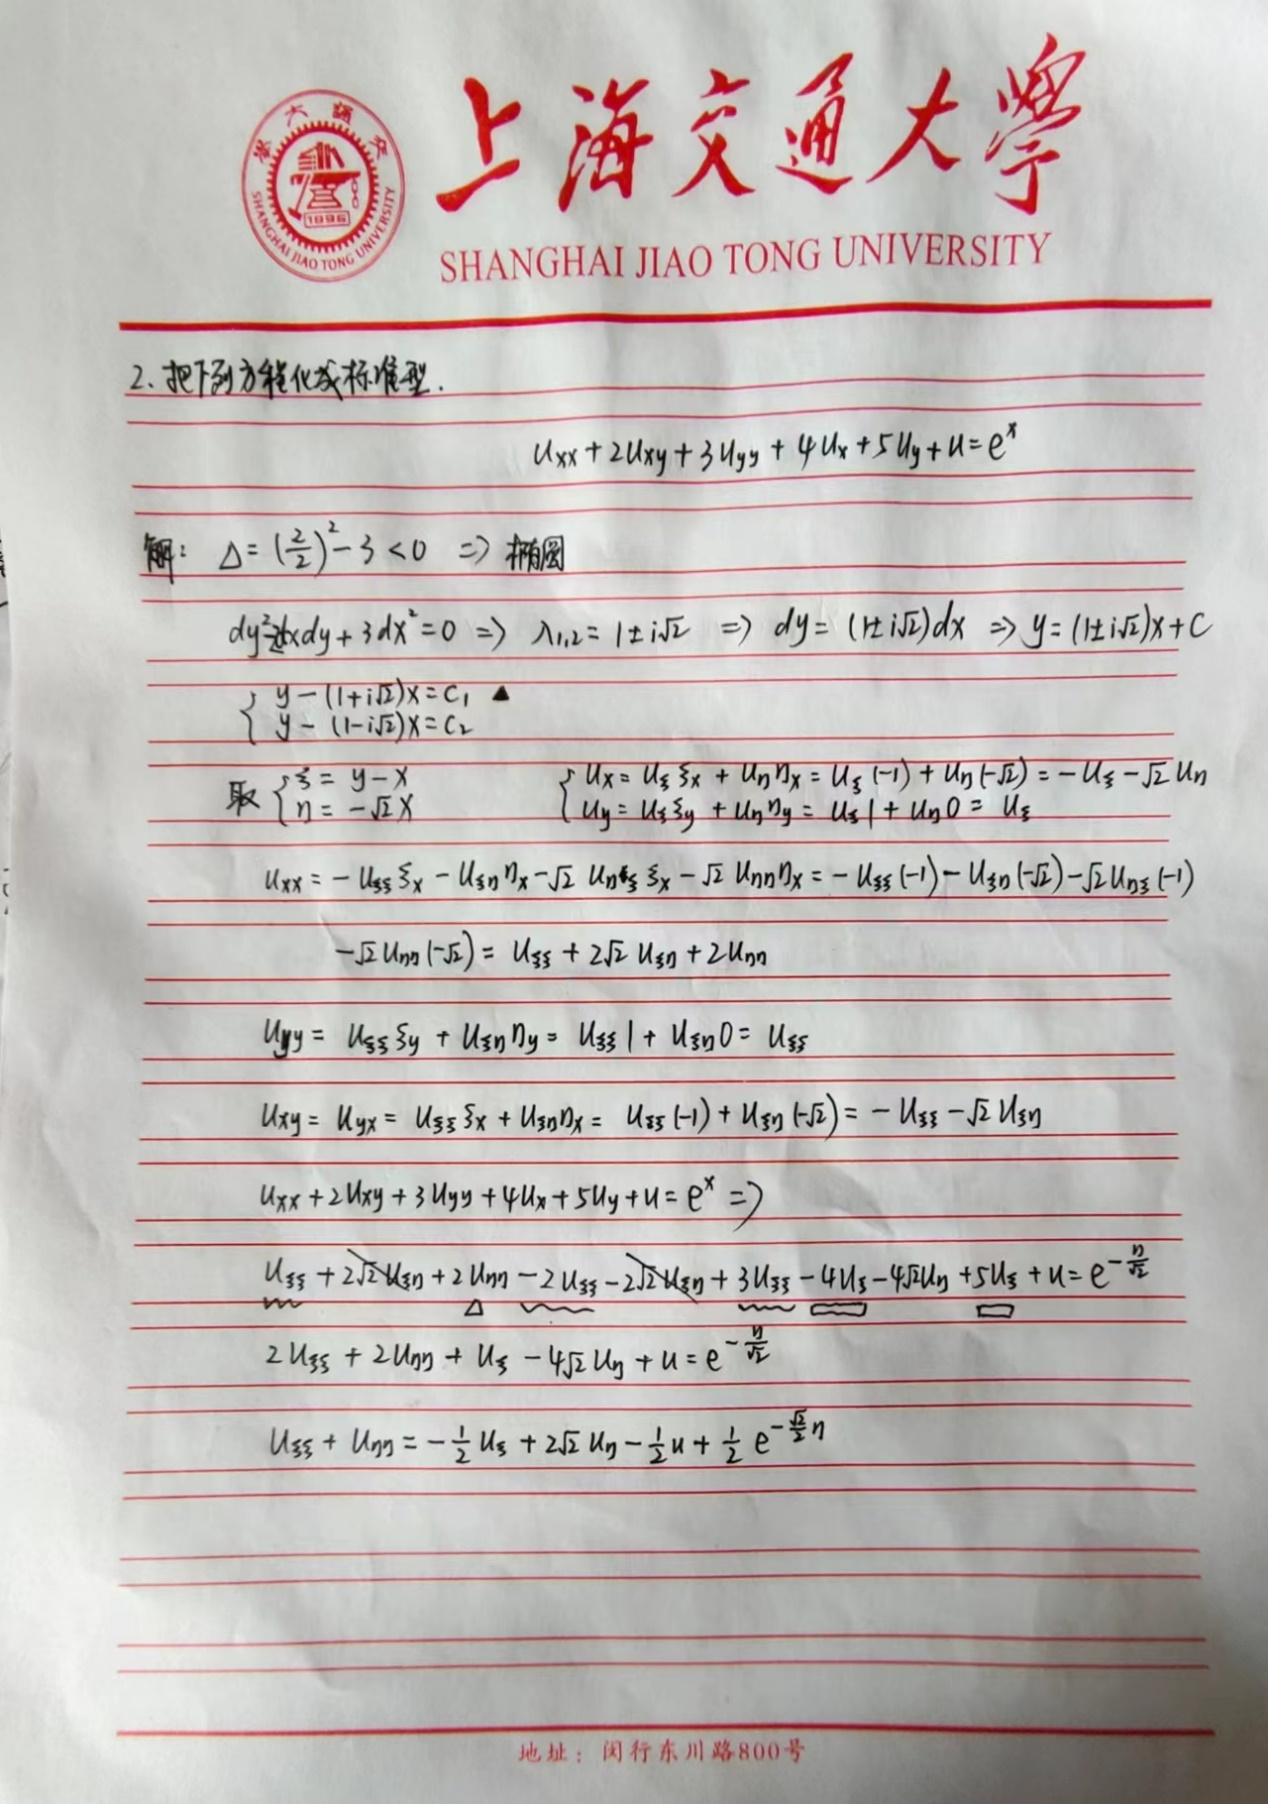 上海交通大學
SHANGHAI JIAO TONG UNIVERSITY
1896
SHANGHAI JIAO TONG UNIVERSITY
2. 把下列方程化成标准型.
u_xx + 2u_xy + 3u_yy + 4u_x + 5u_y + u = e^x
解: Δ = (2/2)² - 3 < 0 => 椭圆
dy² - 2dxdy + 3dx² = 0 => λ_{1,2} = 1 ± i√2 => dy = (1 ± i√2)dx => y = (1 ± i√2)x + C
{ y - (1+i√2)x = C₁ ▲
y - (1-i√2)x = C₂
取 { ξ = y - x { u_x = u_ξ ξ_x + u_η η_x = u_ξ (-1) + u_η (-√2) = -u_ξ - √2 u_η
η = -√2 x u_y = u_ξ ξ_y + u_η η_y = u_ξ 1 + u_η 0 = u_ξ
u_xx = - u_ξξ ξ_x - u_ξη η_x - √2 u_ηξ ξ_x - √2 u_ηη η_x = - u_ξξ (-1) - u_ξη (-√2) - √2 u_ηξ (-1)
-√2 u_ηη (-√2) = u_ξξ + 2√2 u_ξη + 2u_ηη
u_yy = u_ξξ ξ_y + u_ξη η_y = u_ξξ 1 + u_ξη 0 = u_ξξ
u_xy = u_yx = u_ξξ ξ_x + u_ξη η_x = u_ξξ (-1) + u_ξη (-√2) = - u_ξξ - √2 u_ξη
u_xx + 2u_xy + 3u_yy + 4u_x + 5u_y + u = e^x =>
u_ξξ + 2√2 u_ξη + 2u_ηη - 2u_ξξ - 2√2 u_ξη + 3u_ξξ - 4u_ξ - 4√2 u_η + 5u_ξ + u = e^{-η/√2}
2u_ξξ + 2u_ηη + u_ξ - 4√2 u_η + u = e^{-η/√2}
u_ξξ + u_ηη = -1/2 u_ξ + 2√2 u_η - 1/2 u + 1/2 e^{-√2/2 η}
地址：闵行东川路800号